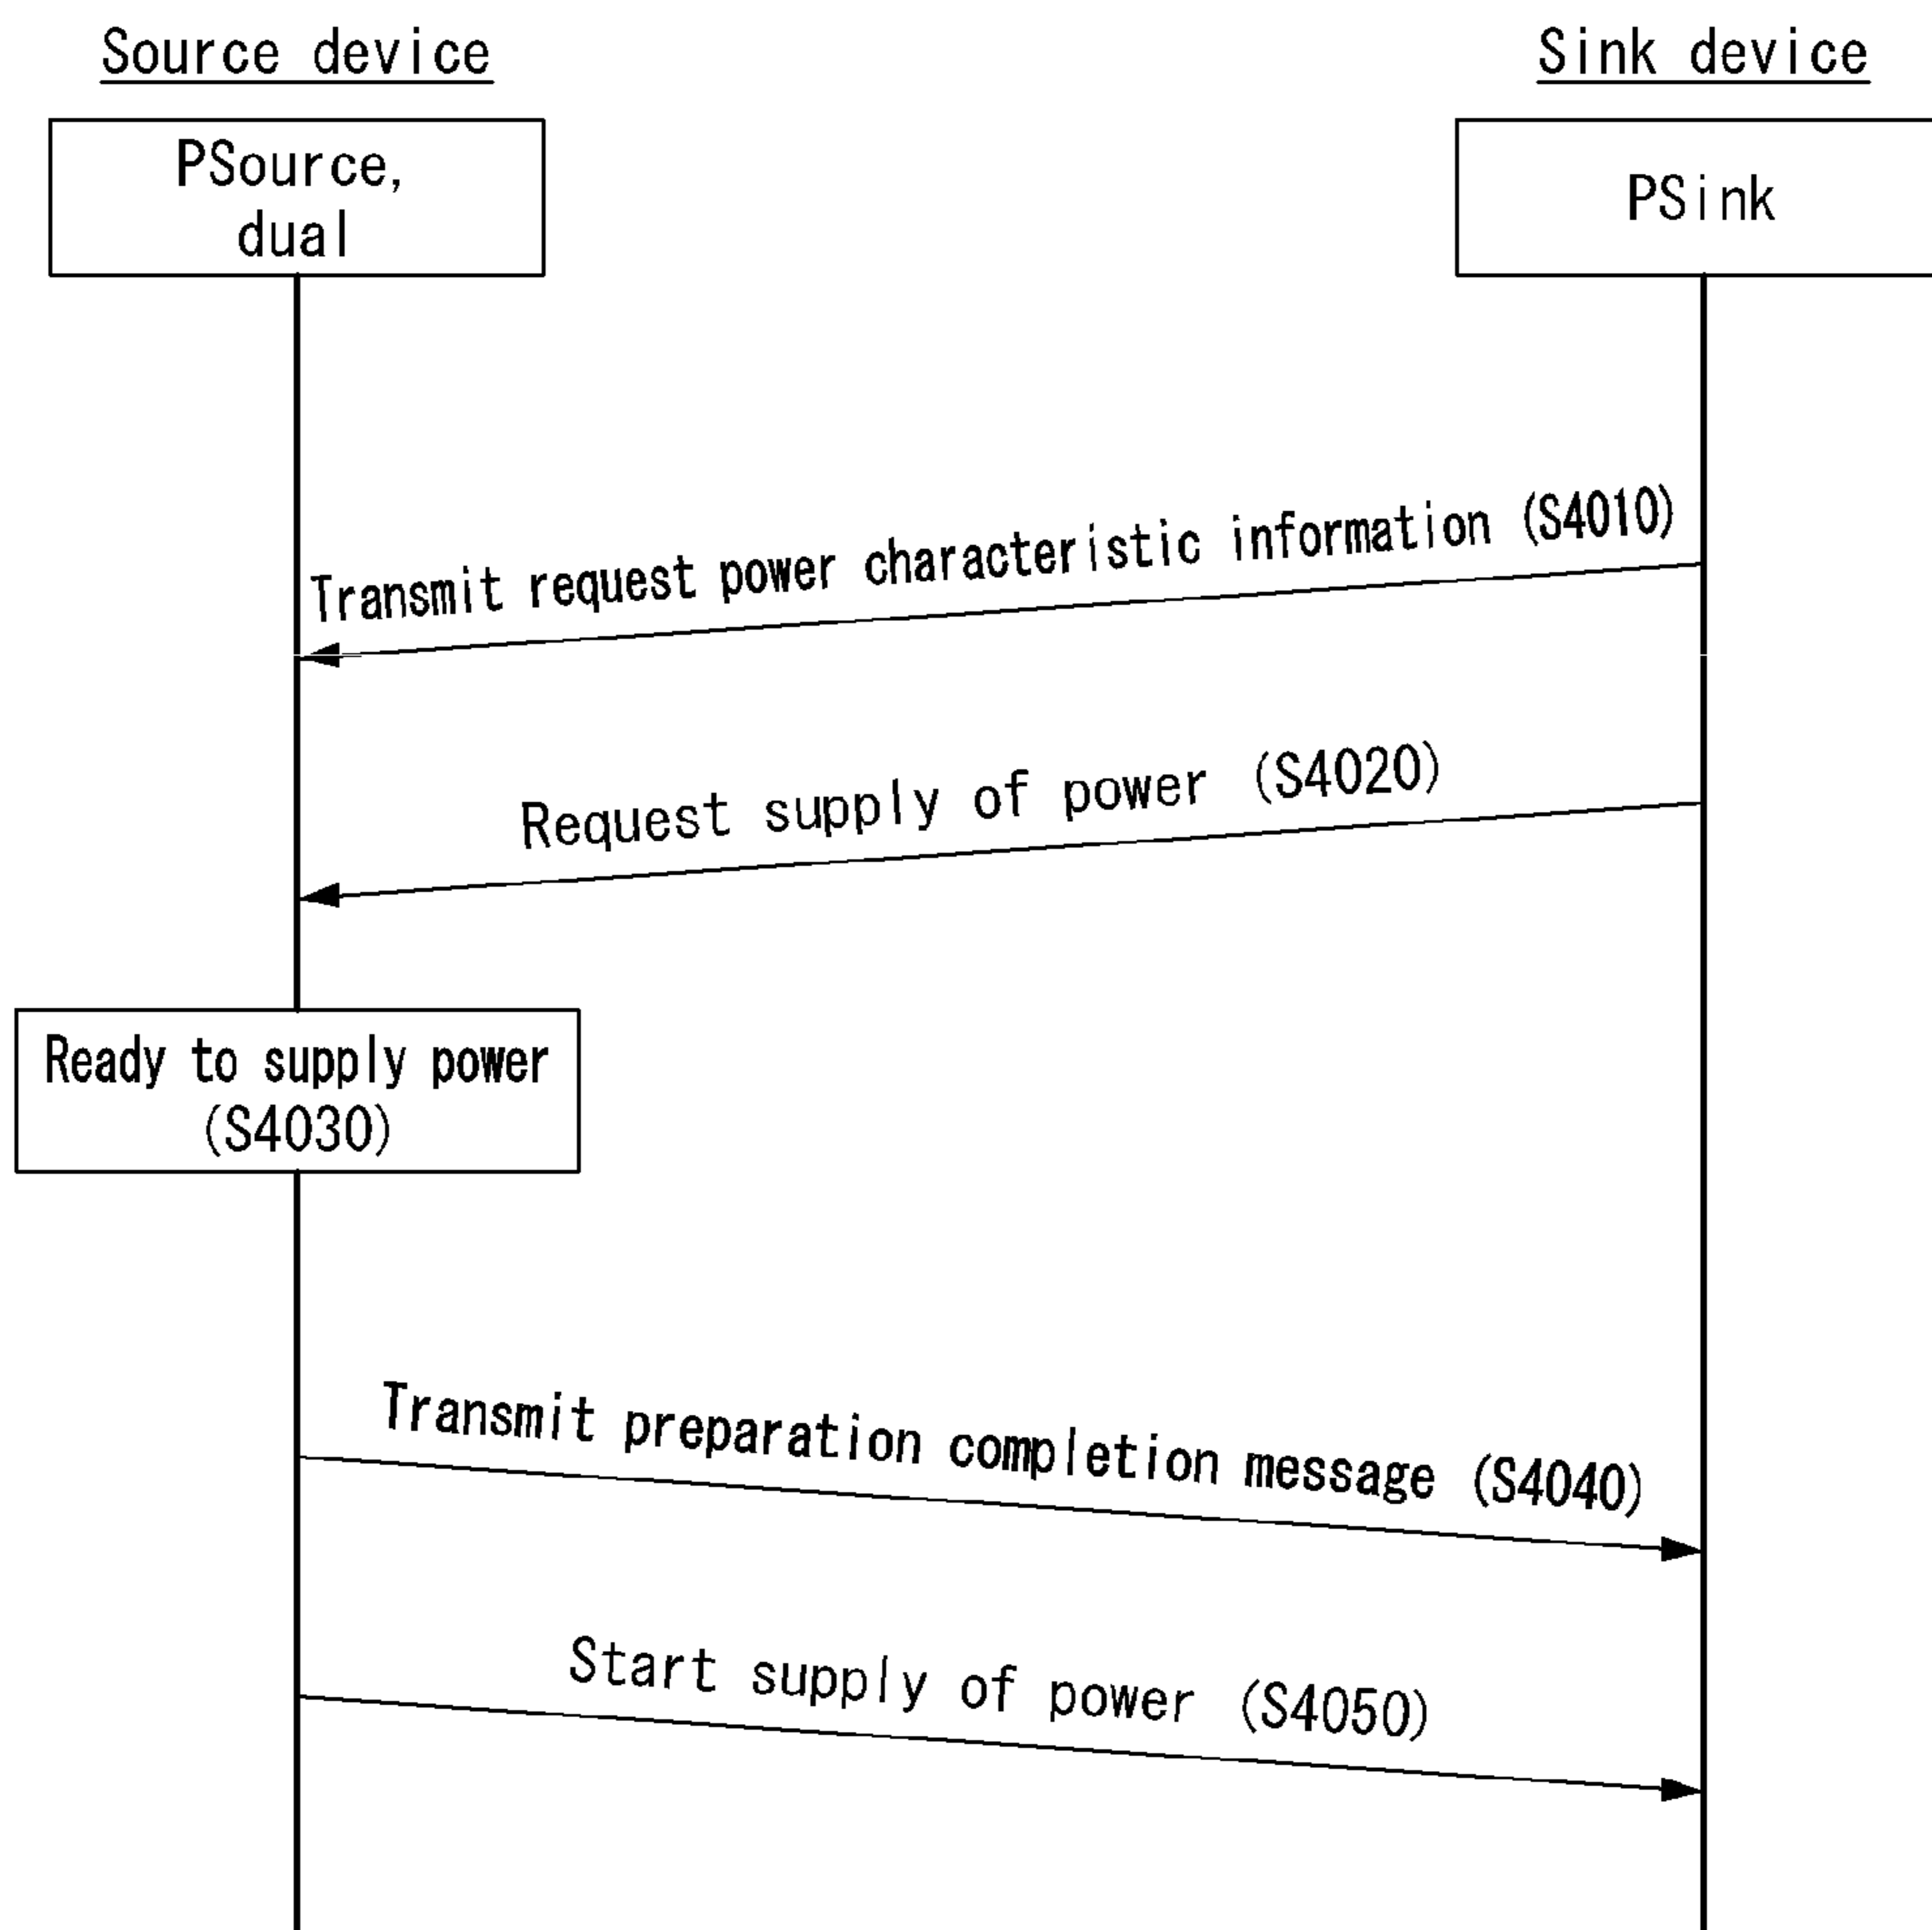 Source device
Sink device
PSource,
dual
PSink
Transmit request power characteristic information (S4010)
Request supply of power (S4020)
Ready to supply power
(S4030)
Transmit preparation completion message (S4040)
Start supply of power (S4050)